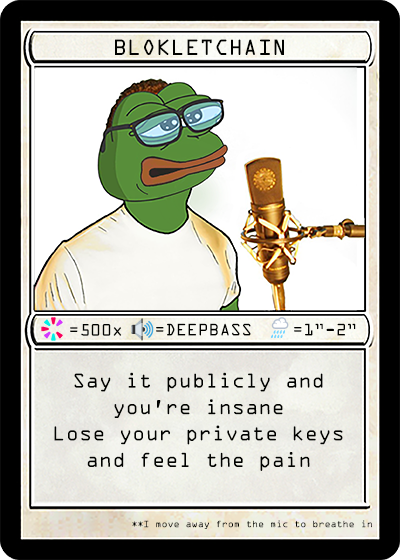 BLOKLETCHAIN
=500x =DEEPBASS =1"-2"
Say it publicly and
you're insane
Lose your private keys
and feel the pain
**I move away from the mic to breathe in